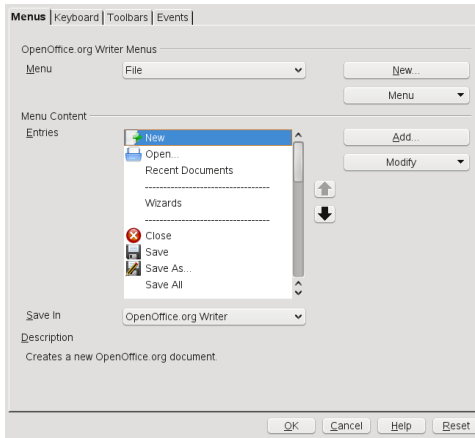 Menus Keyboard Toolbars Events
OpenOffice.org Writer Menus
Menu File New...
Menu
Menu Content
Entries New Add...
Open... Modify
Recent Documents
--------------------------------
Wizards
--------------------------------
Close
Save
Save As...
Save All
Save In OpenOffice.org Writer
Description
Creates a new OpenOffice.org document.
OK Cancel Help Reset